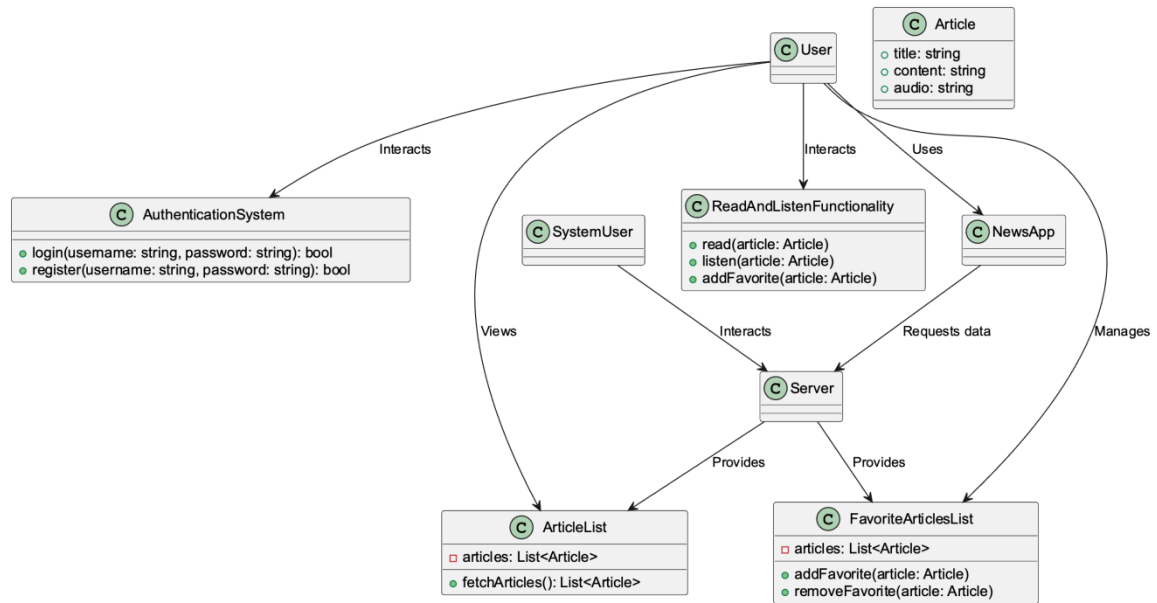 C User
C Article
title: string
content: string
audio: string
Interacts
Interacts
Uses
C AuthenticationSystem
login(username: string, password: string): bool
register(username: string, password: string): bool
C SystemUser
C ReadAndListenFunctionality
read(article: Article)
listen(article: Article)
addFavorite(article: Article)
C NewsApp
Views
Interacts
Requests data
Manages
C Server
Provides
Provides
C ArticleList
articles: List<Article>
fetchArticles(): List<Article>
C FavoriteArticlesList
articles: List<Article>
addFavorite(article: Article)
removeFavorite(article: Article)